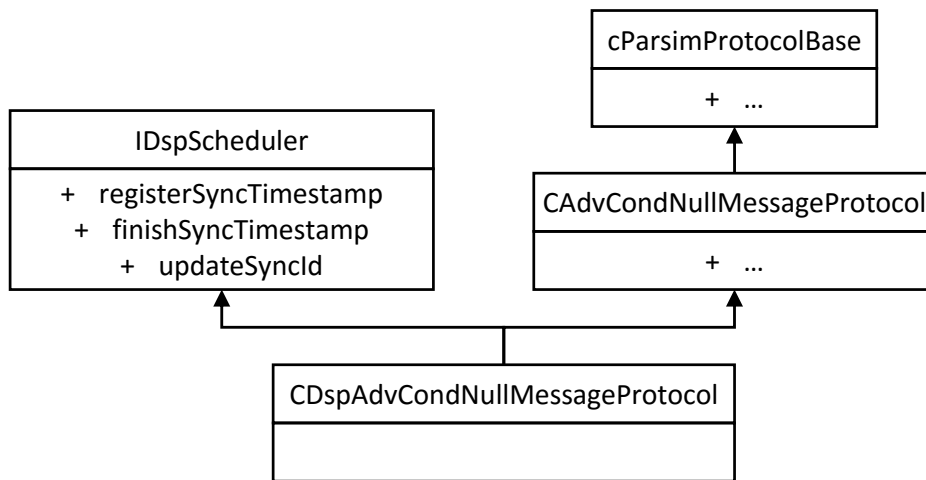 cParsimProtocolBase
+ ...
IDspScheduler
+ registerSyncTimestamp
+ finishSyncTimestamp
+ updateSyncId
CAdvCondNullMessageProtocol
+ ...
CDspAdvCondNullMessageProtocol